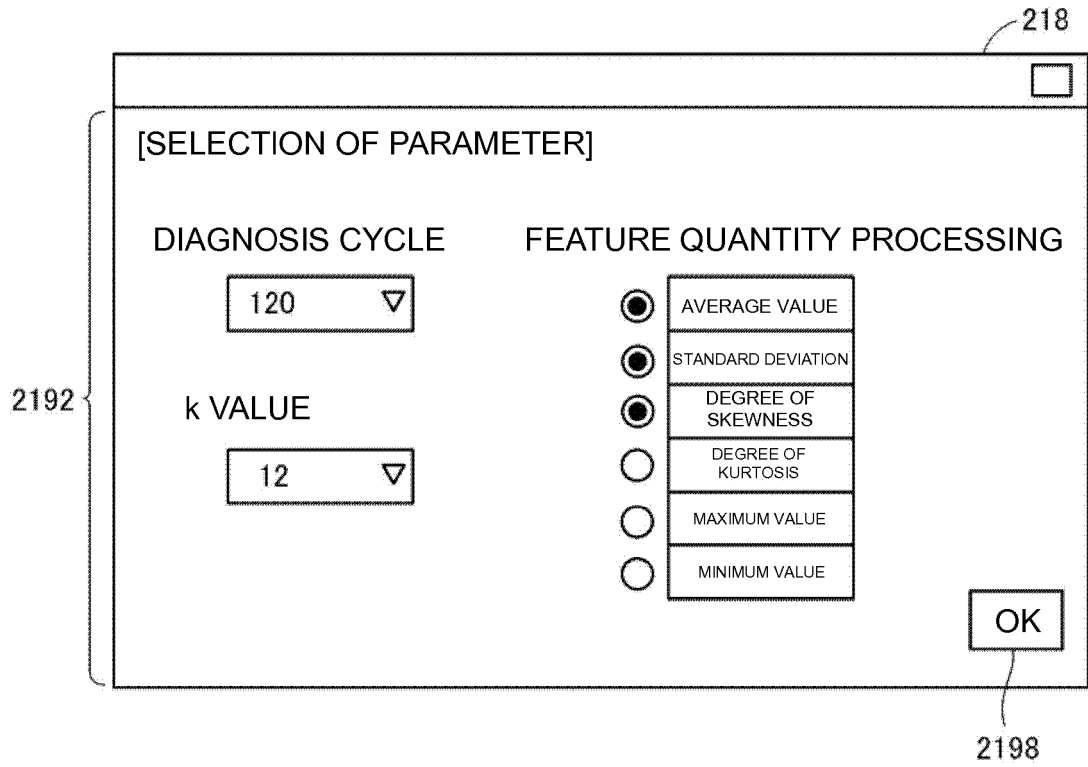 218
[SELECTION OF PARAMETER]
DIAGNOSIS CYCLE
120
k VALUE
12
FEATURE QUANTITY PROCESSING
AVERAGE VALUE
STANDARD DEVIATION
DEGREE OF
SKEWNESS
DEGREE OF
KURTOSIS
MAXIMUM VALUE
MINIMUM VALUE
OK
2192
2198